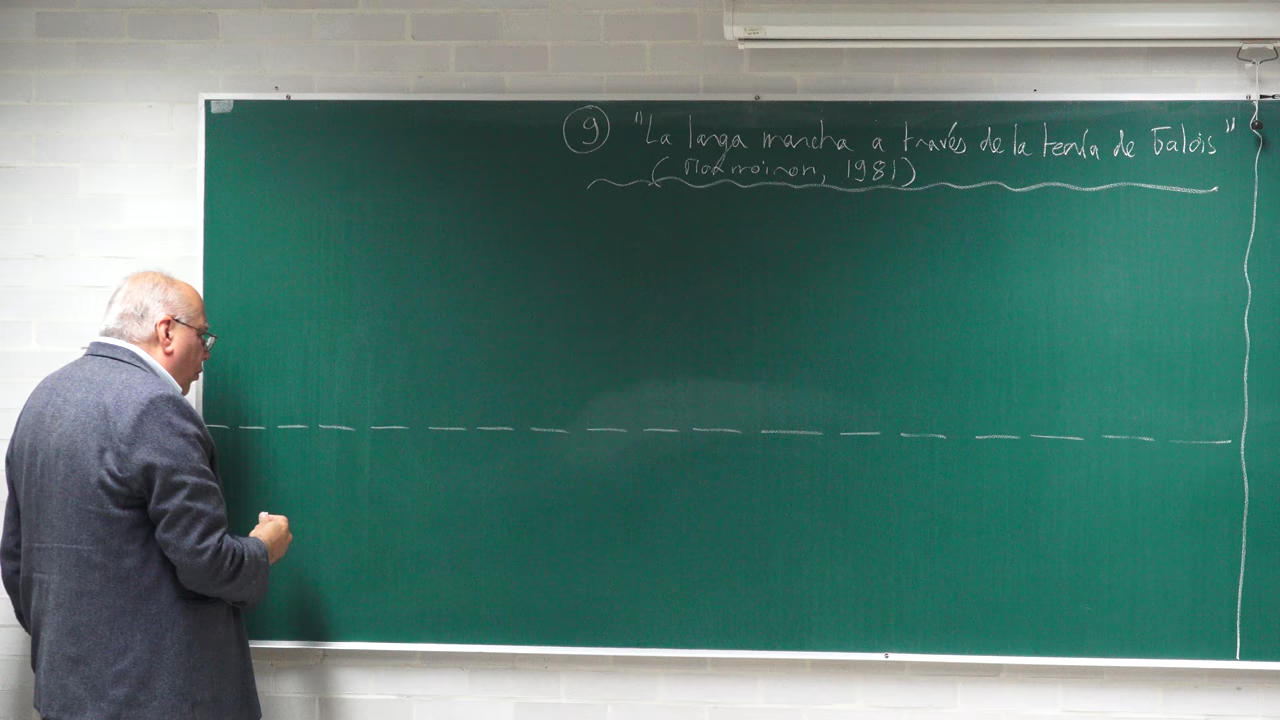 ⑨ "La larga marcha a través de la teoría de Galois"
( , 1981)